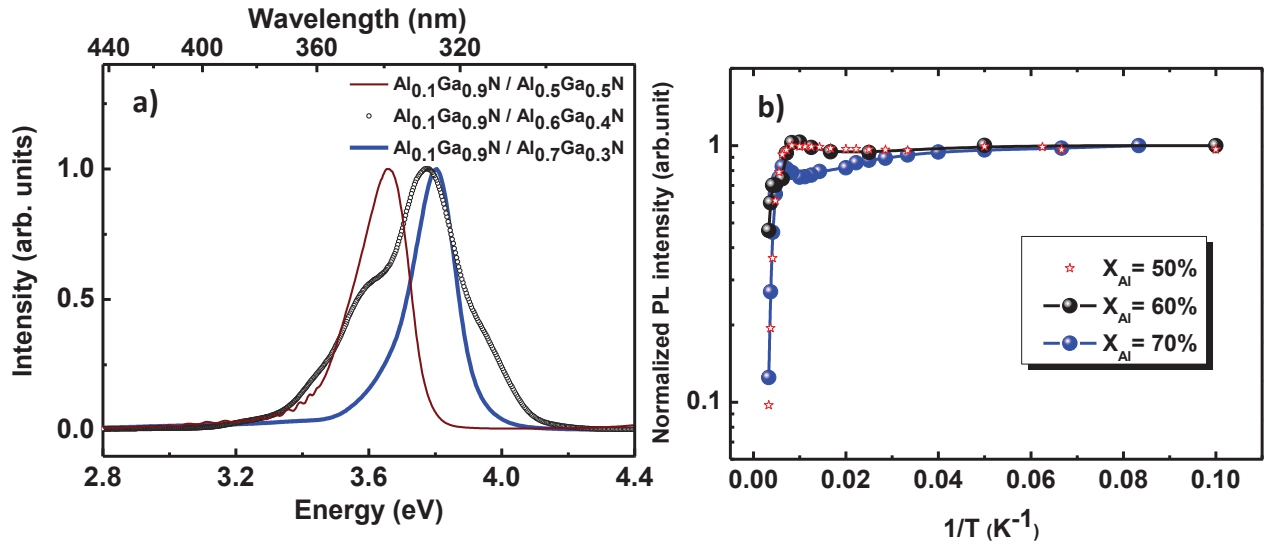 Wavelength (nm)
440 400 360 320
a)
Al0.1Ga0.9N / Al0.5Ga0.5N
Al0.1Ga0.9N / Al0.6Ga0.4N
Al0.1Ga0.9N / Al0.7Ga0.3N
Intensity (arb. units)
1.0
0.5
0.0
2.8 3.2 3.6 4.0 4.4
Energy (eV)
b)
Normalized PL intensity (arb.unit)
1
0.1
XAl= 50%
XAl= 60%
XAl= 70%
0.00 0.02 0.04 0.06 0.08 0.10
1/T (K-1)